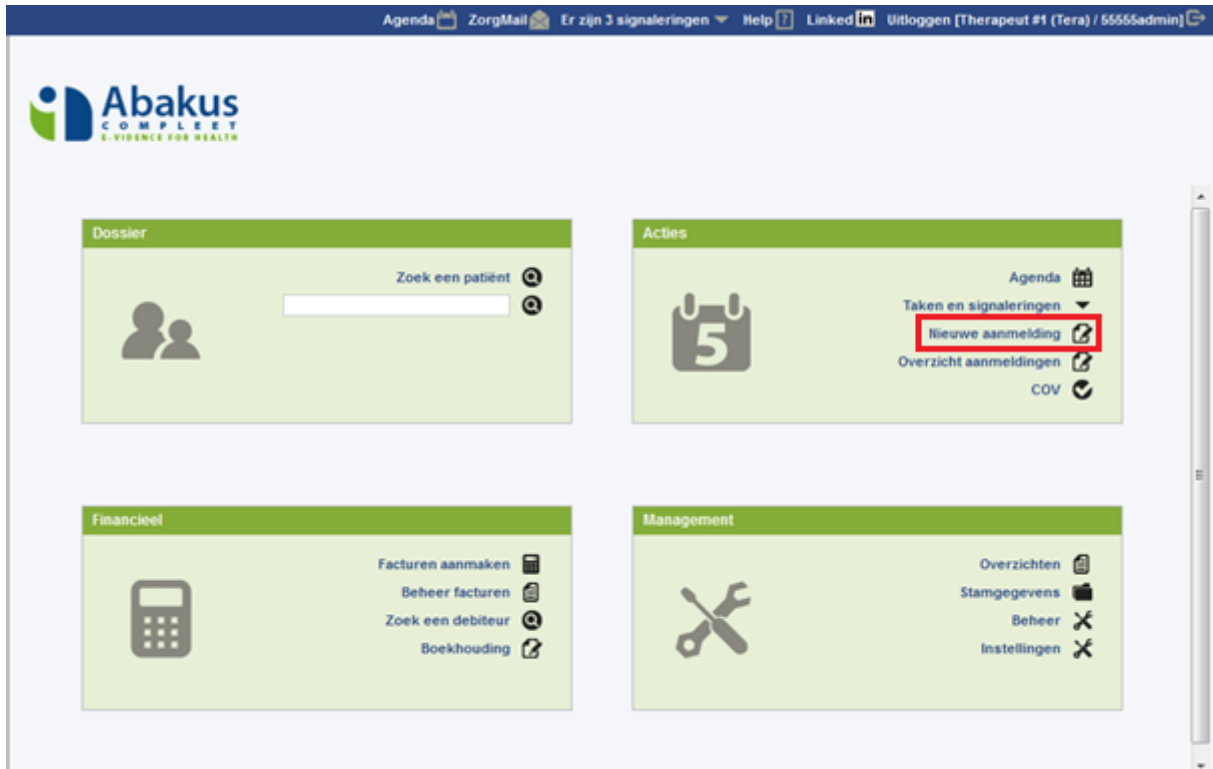 Agenda ZorgMail Er zijn 3 signaleringen Help ? Linked in Uitloggen [Therapeut #1 (Tera) / 55555admin]
Abakus
COMPLEET
E-VIDENCE FOR HEALTH
Dossier
Zoek een patiënt
Acties
5
Agenda
Taken en signaleringen
Nieuwe aanmelding
Overzicht aanmeldingen
COV
Financieel
Facturen aanmaken
Beheer facturen
Zoek een debiteur
Boekhouding
Management
Overzichten
Stamgegevens
Beheer
Instellingen